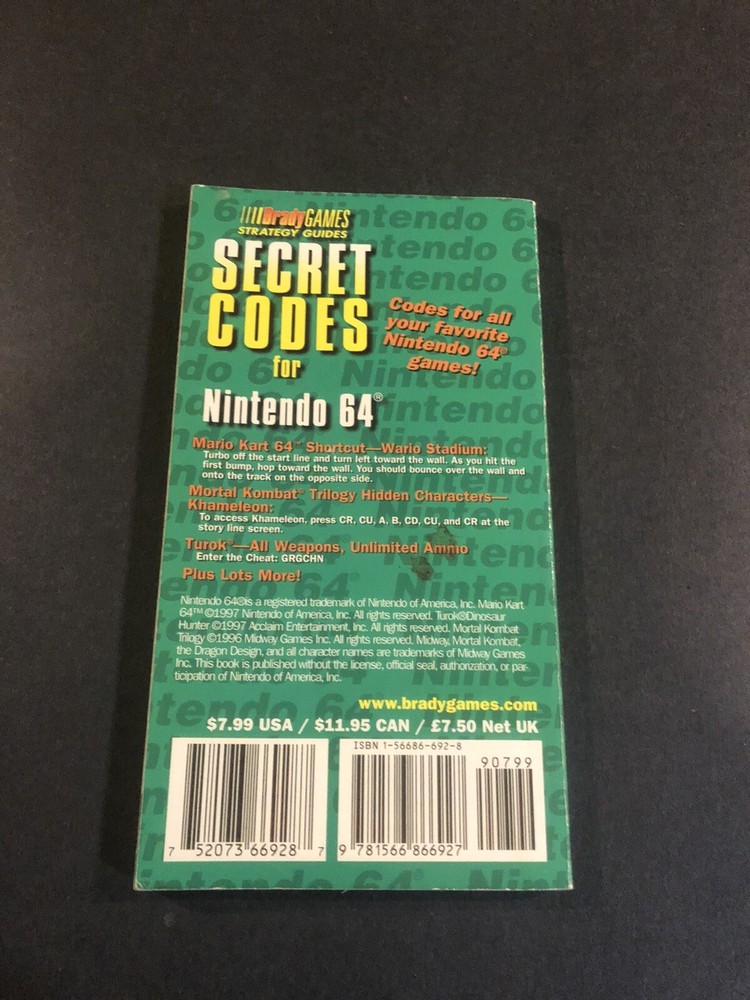 BradyGAMES
STRATEGY GUIDES
SECRET
CODES
for
Nintendo 64®
Codes for all
your favorite
Nintendo 64®
games!
Mario Kart 64™ Shortcut—Wario Stadium:
Turbo off the start line and turn left toward the wall. As you hit the
first bump, hop toward the wall. You should bounce over the wall and
onto the track on the opposite side.
Mortal Kombat® Trilogy Hidden Characters—
Khameleon:
To access Khameleon, press CR, CU, A, B, CD, CU, and CR at the
story line screen.
Turok®—All Weapons, Unlimited Ammo
Enter the Cheat: GRGCHN
Plus Lots More!
Nintendo 64®is a registered trademark of Nintendo of America, Inc. Mario Kart
64™ ©1997 Nintendo of America, Inc. All rights reserved. Turok®Dinosaur
Hunter ©1997 Acclaim Entertainment, Inc. All rights reserved. Mortal Kombat
Trilogy ©1996 Midway Games Inc. All rights reserved. Midway, Mortal Kombat,
the Dragon Design, and all character names are trademarks of Midway Games
Inc. This book is published without the license, official seal, authorization, or par-
ticipation of Nintendo of America, Inc.
www.bradygames.com
$7.99 USA / $11.95 CAN / £7.50 Net UK
ISBN 1-56686-692-8
90799
7 52073 66928 7
9 781566 866927